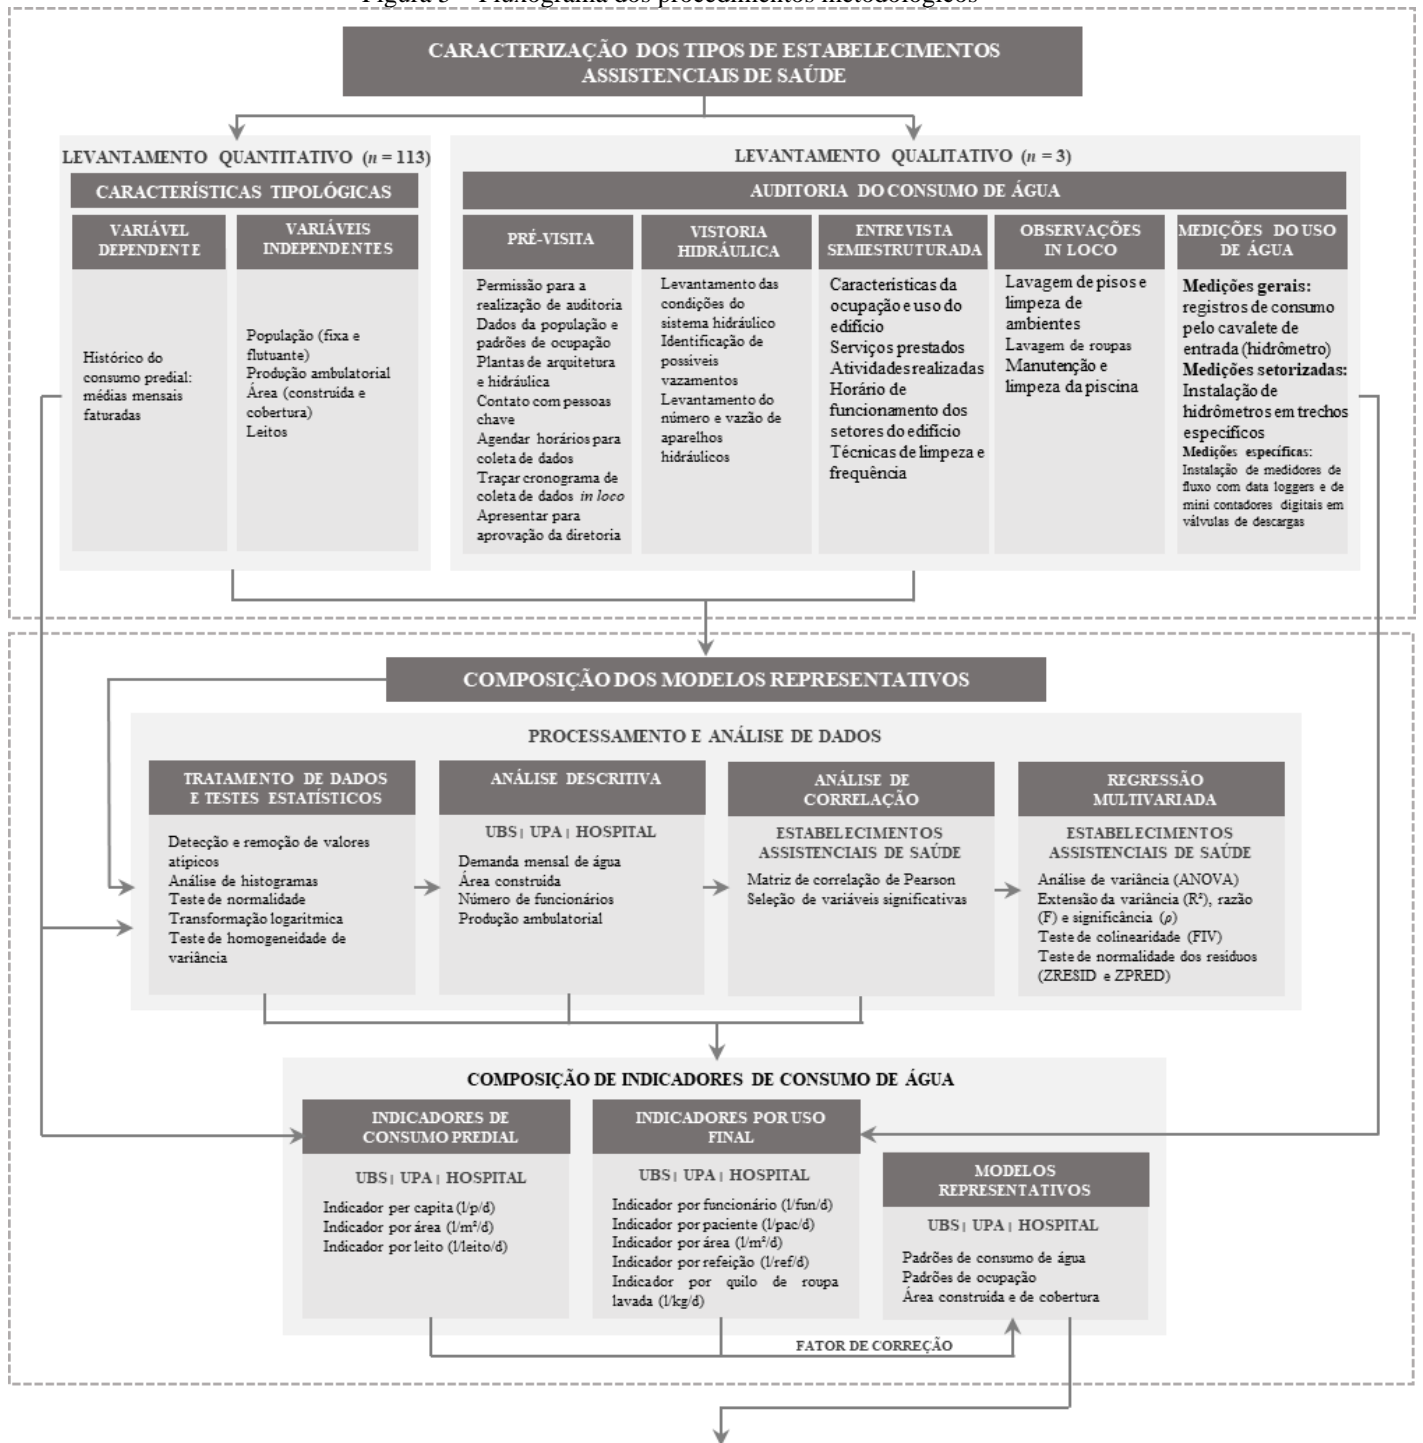 Figura 3 – Fluxograma dos procedimentos metodológicos
CARACTERIZAÇÃO DOS TIPOS DE ESTABELECIMENTOS
ASSISTENCIAIS DE SAÚDE
LEVANTAMENTO QUANTITATIVO (n = 113)
CARACTERÍSTICAS TIPOLÓGICAS
VARIÁVEL
DEPENDENTE
Histórico do
consumo predial:
médias mensais
faturadas
VARIÁVEIS
INDEPENDENTES
População (fixa e
flutuante)
Produção ambulatorial
Área (construída e
cobertura)
Leitos
LEVANTAMENTO QUALITATIVO (n = 3)
AUDITORIA DO CONSUMO DE ÁGUA
PRÉ-VISITA
Permissão para a
realização de auditoria
Dados da população e
padrões de ocupação
Plantas de arquitetura
e hidráulica
Contato com pessoas
chave
Agendar horários para
coleta de dados
Traçar cronograma de
coleta de dados in loco
Apresentar para
aprovação da diretoria
VISTORIA
HIDRÁULICA
Levantamento das
condições do
sistema hidráulico
Identificação de
possíveis
vazamentos
Levantamento do
número e vazão de
aparelhos
hidráulicos
ENTREVISTA
SEMIESTRUTURADA
Características da
ocupação e uso do
edifício
Serviços prestados
Atividades realizadas
Horário de
funcionamento dos
setores do edifício
Técnicas de limpeza e
frequência
OBSERVAÇÕES
IN LOCO
Lavagem de pisos e
limpeza de
ambientes
Lavagem de roupas
Manutenção e
limpeza da piscina
MEDIÇÕES DO USO
DE ÁGUA
Medições gerais:
registros de consumo
pelo cavalete de
entrada (hidrômetro)
Medições setorizadas:
Instalação de
hidrômetros em trechos
específicos
Medições específicas:
Instalação de medidores de
fluxo com data loggers e de
mini contadores digitais em
válvulas de descargas
COMPOSIÇÃO DOS MODELOS REPRESENTATIVOS
PROCESSAMENTO E ANÁLISE DE DADOS
TRATAMENTO DE DADOS
E TESTES ESTATÍSTICOS
Detecção e remoção de valores
atípicos
Análise de histogramas
Teste de normalidade
Transformação logarítmica
Teste de homogeneidade de
variância
ANÁLISE DESCRITIVA
UBS | UPA | HOSPITAL
Demanda mensal de água
Área construída
Número de funcionários
Produção ambulatorial
ANÁLISE DE
CORRELAÇÃO
ESTABELECIMENTOS
ASSISTENCIAIS DE SAÚDE
Matriz de correlação de Pearson
Seleção de variáveis significativas
REGRESSÃO
MULTIVARIADA
ESTABELECIMENTOS
ASSISTENCIAIS DE SAÚDE
Análise de variância (ANOVA)
Extensão da variância (R²), razão
(F) e significância (ρ)
Teste de colinearidade (FIV)
Teste de normalidade dos resíduos
(ZRESID e ZPRED)
COMPOSIÇÃO DE INDICADORES DE CONSUMO DE ÁGUA
INDICADORES DE
CONSUMO PREDIAL
UBS | UPA | HOSPITAL
Indicador per capita (l/p/d)
Indicador por área (l/m²/d)
Indicador por leito (l/leito/d)
INDICADORES POR USO
FINAL
UBS | UPA | HOSPITAL
Indicador por funcionário (l/fun/d)
Indicador por paciente (l/pac/d)
Indicador por área (l/m²/d)
Indicador por refeição (l/ref/d)
Indicador por quilo de roupa
lavada (l/kg/d)
MODELOS
REPRESENTATIVOS
UBS | UPA | HOSPITAL
Padrões de consumo de água
Padrões de ocupação
Área construída e de cobertura
FATOR DE CORREÇÃO